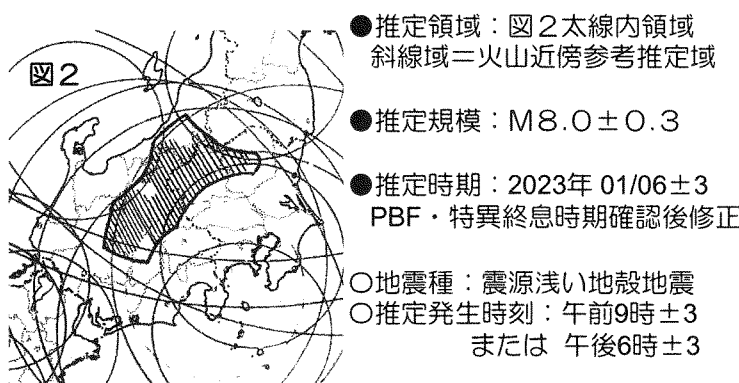 図2
●推定領域：図2太線内領域
斜線域＝火山近傍参考推定域
●推定規模：M8.0±0.3
●推定時期：2023年 01/06±3
PBF・特異終息時期確認後修正
○地震種：震源浅い地殻地震
○推定発生時刻：午前9時±3
または 午後6時±3